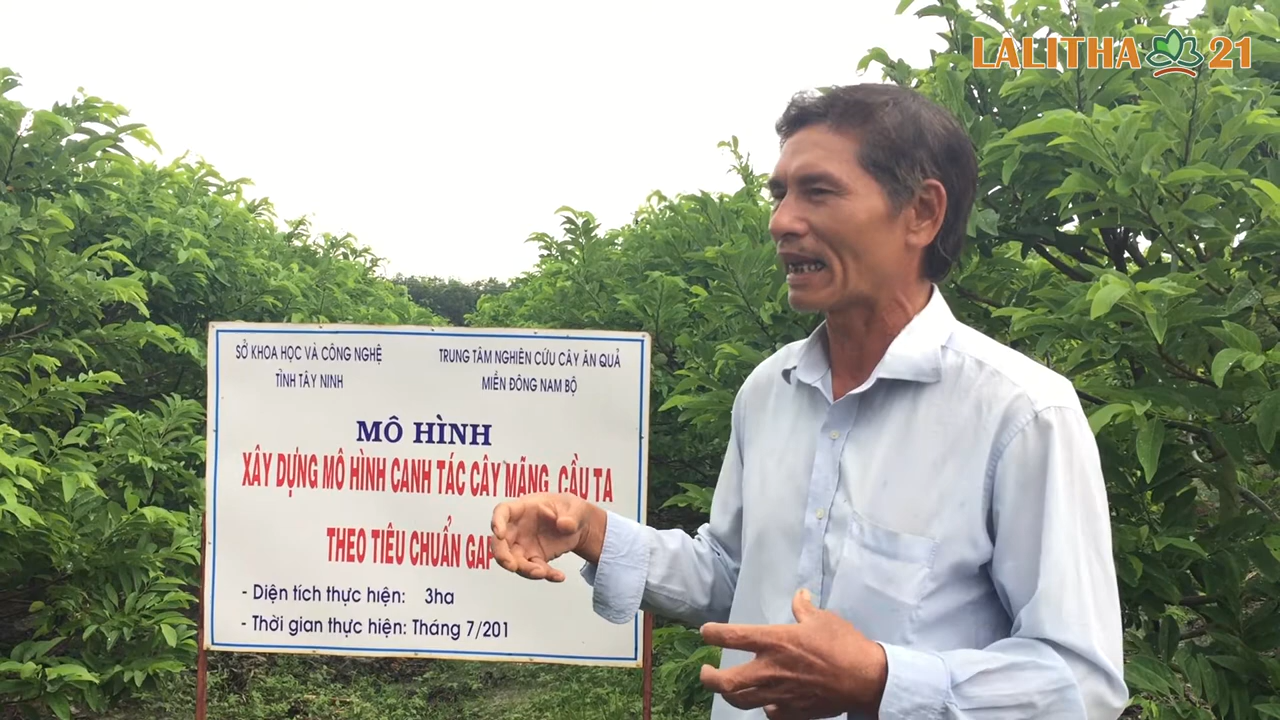 LALITHA 21
SỞ KHOA HỌC VÀ CÔNG NGHỆ
TỈNH TÂY NINH
TRUNG TÂM NGHIÊN CỨU CÂY ĂN QUẢ
MIỀN ĐÔNG NAM BỘ
MÔ HÌNH
XÂY DỰNG MÔ HÌNH CANH TÁC CÂY MÃNG CẦU TA
THEO TIÊU CHUẨN GAP
- Diện tích thực hiện: 3ha
- Thời gian thực hiện: Tháng 7/201